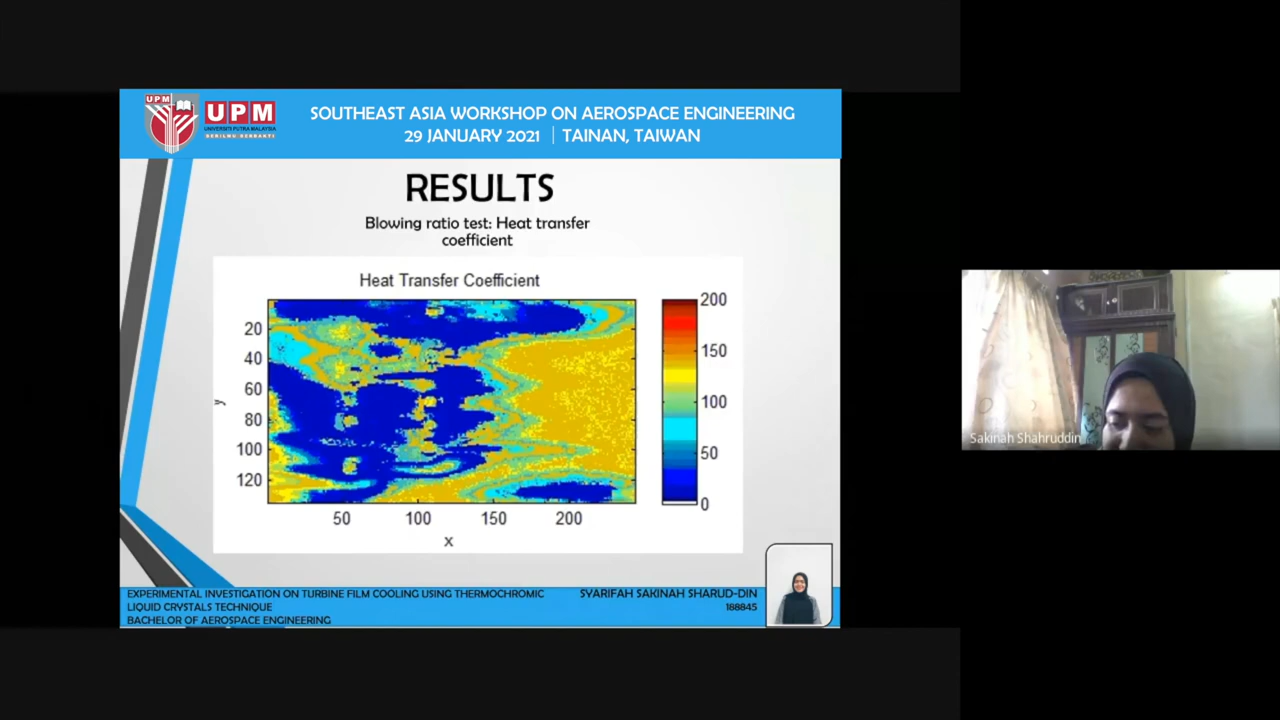 UPM
UPM
UNIVERSITI PUTRA MALAYSIA
BERILMU BERBAKTI
SOUTHEAST ASIA WORKSHOP ON AEROSPACE ENGINEERING
29 JANUARY 2021 | TAINAN, TAIWAN
RESULTS
Blowing ratio test: Heat transfer
coefficient
Heat Transfer Coefficient
20
40
60
80
100
120
y
50
100
150
200
x
200
150
100
50
0
Sakinah Shahruddin
EXPERIMENTAL INVESTIGATION ON TURBINE FILM COOLING USING THERMOCHROMIC
LIQUID CRYSTALS TECHNIQUE
BACHELOR OF AEROSPACE ENGINEERING
SYARIFAH SAKINAH SHARUD-DIN
188845